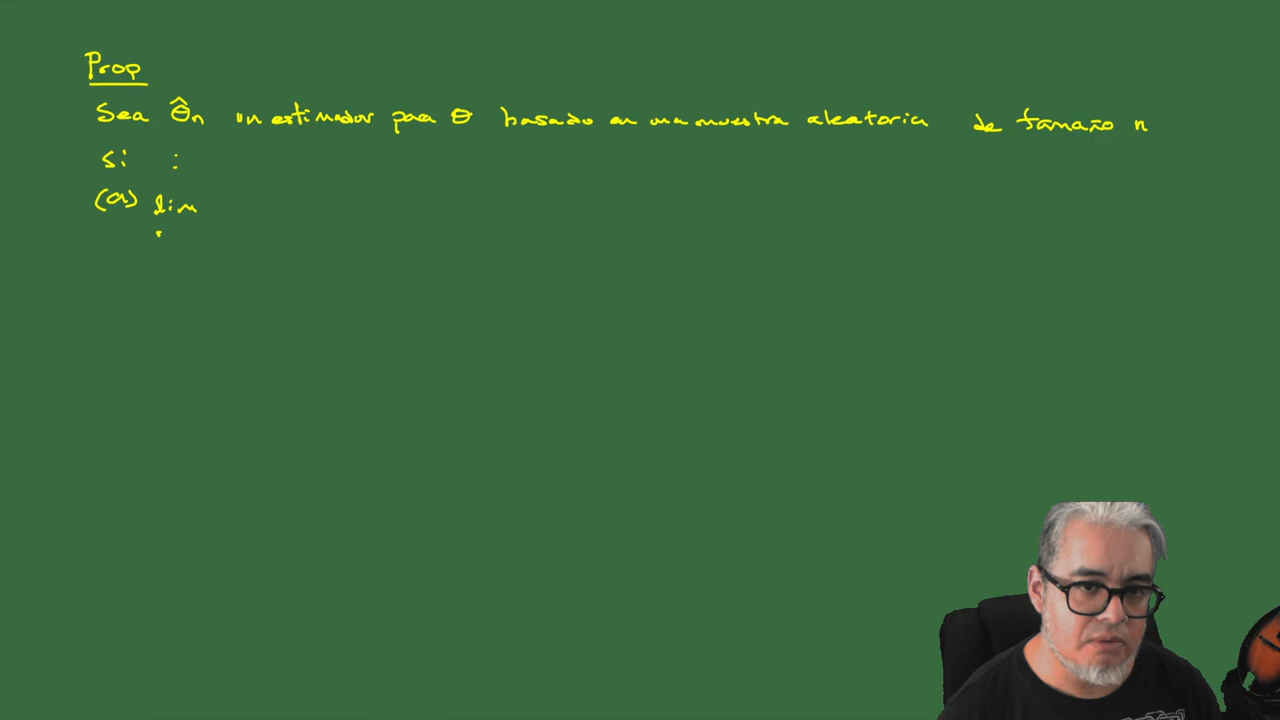 Prop
Sea θ̂n un estimador para θ basado en una muestra aleatoria de tamaño n
si :
(a) lim